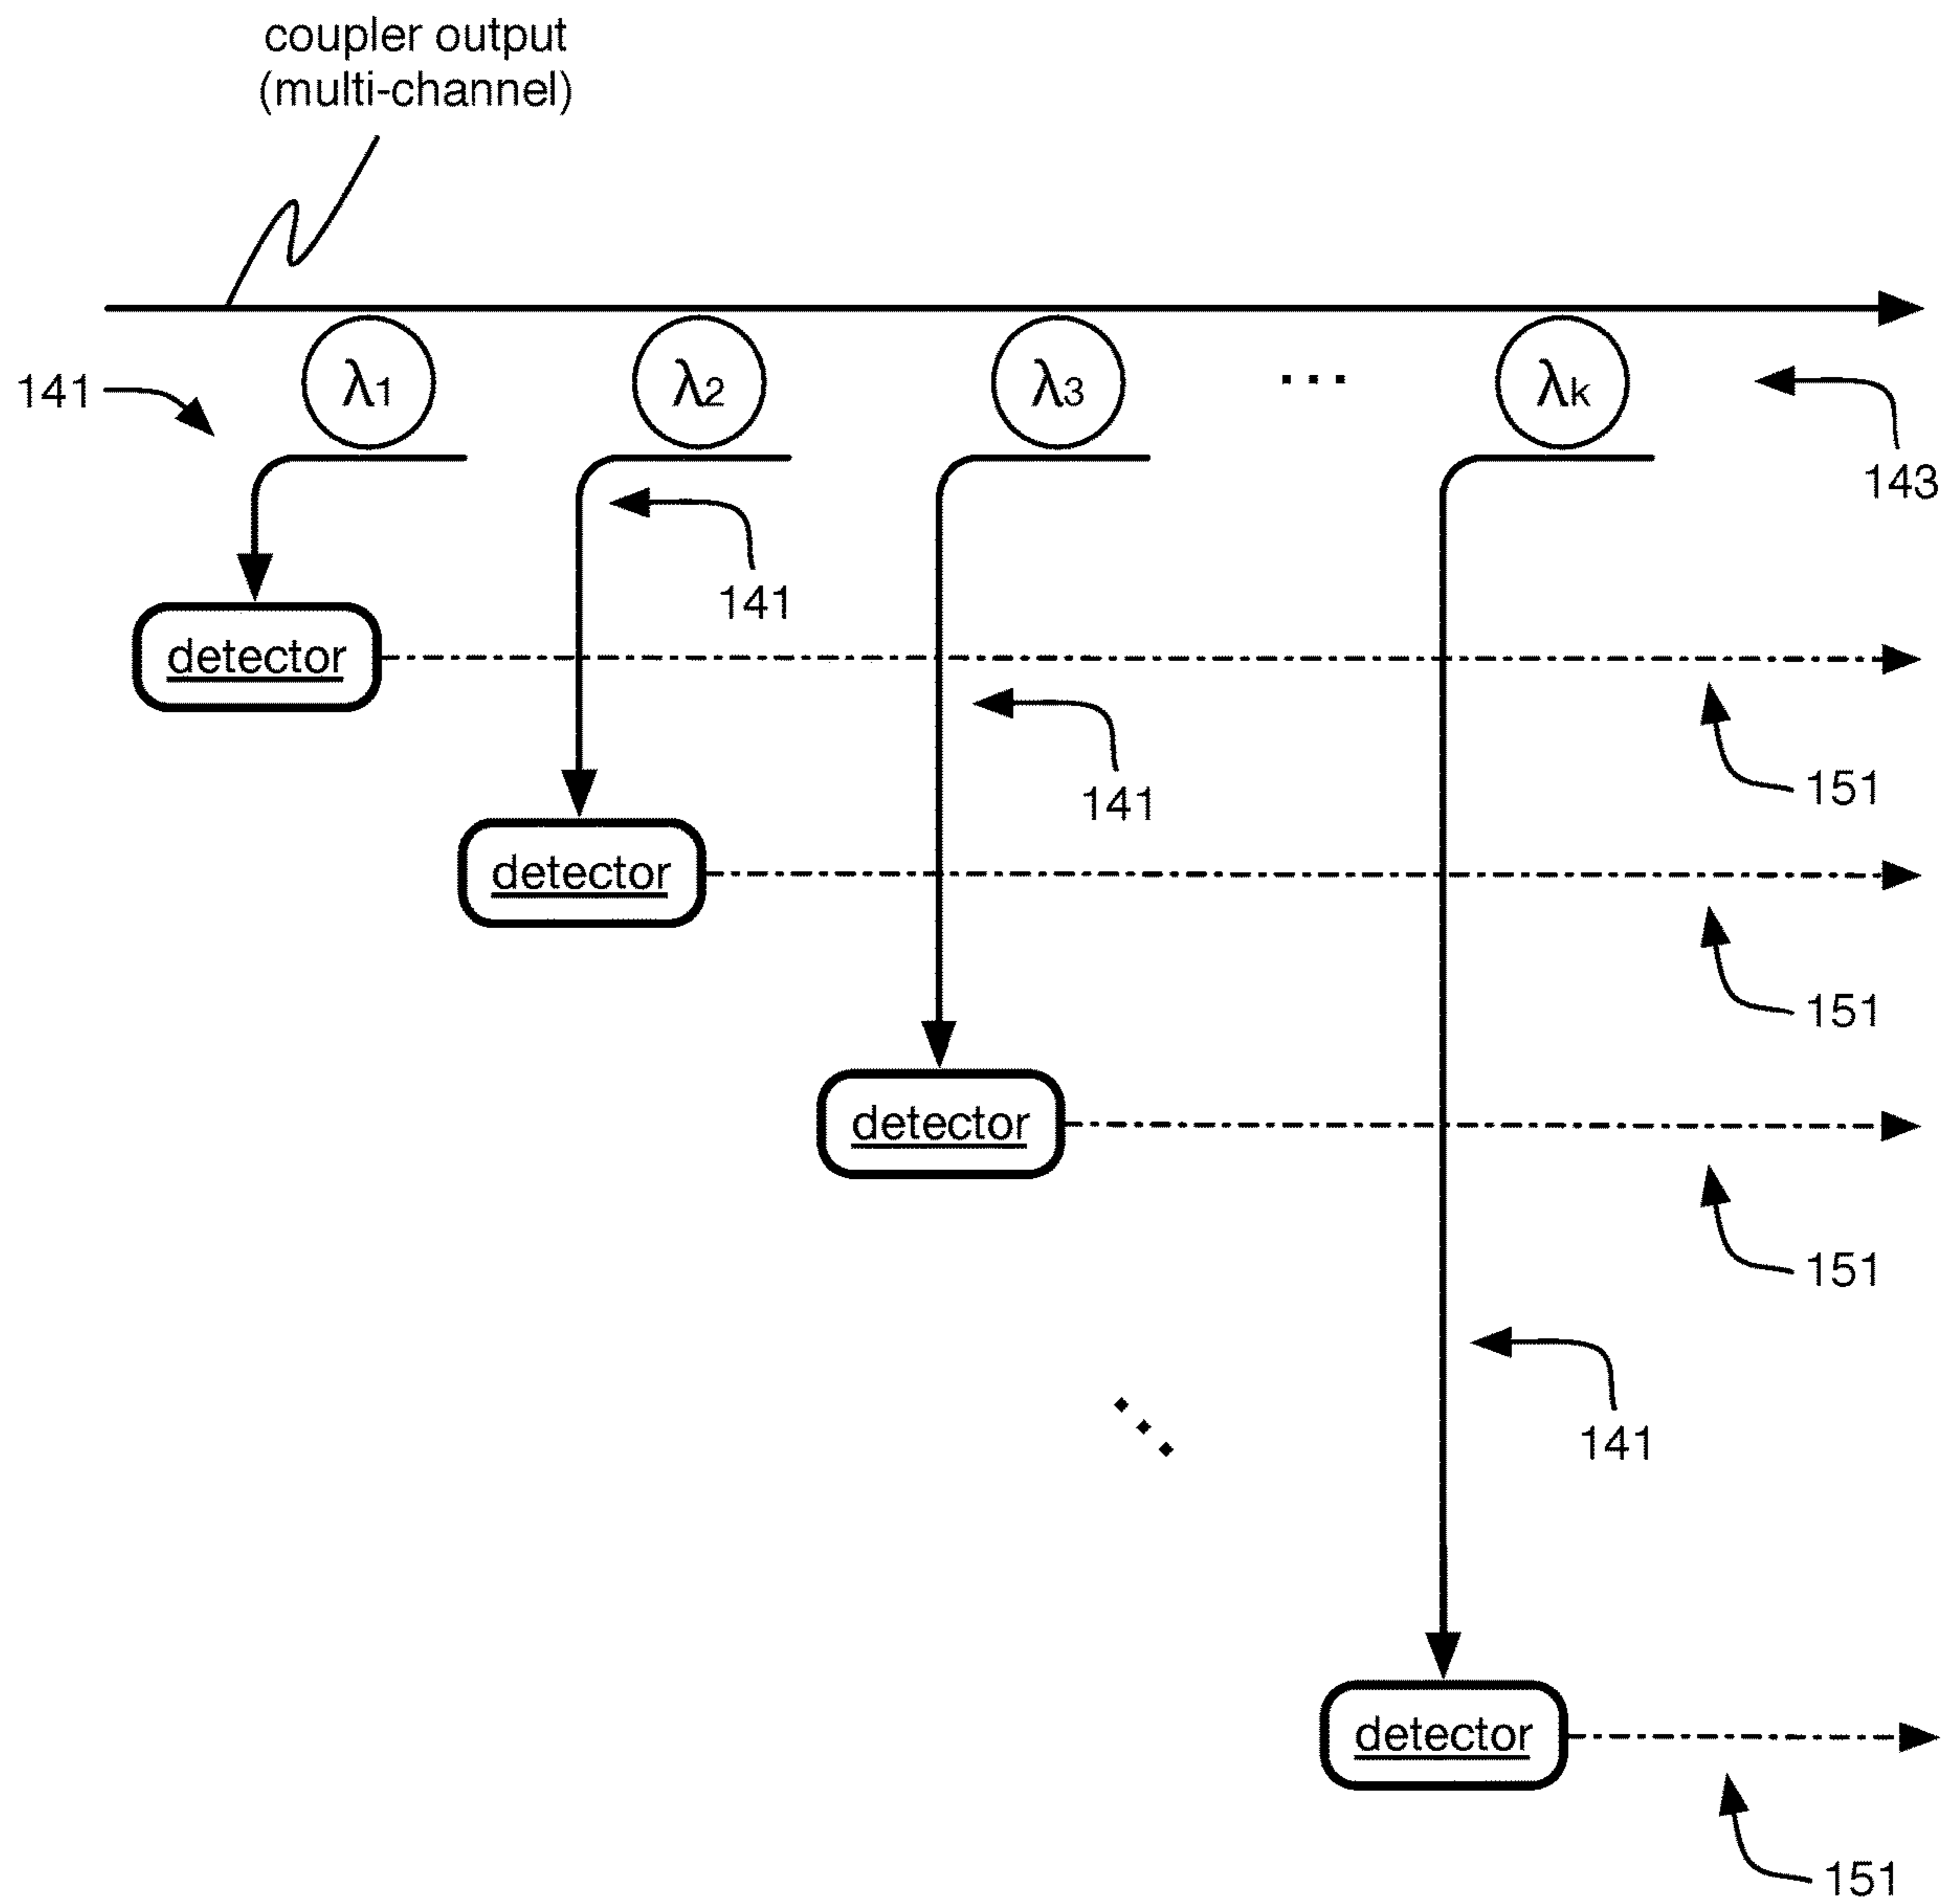 coupler output
(multi-channel)
λ1 λ2 λ3 ... λk
141
143
141
detector
141
151
detector
151
detector
151
141
detector
151